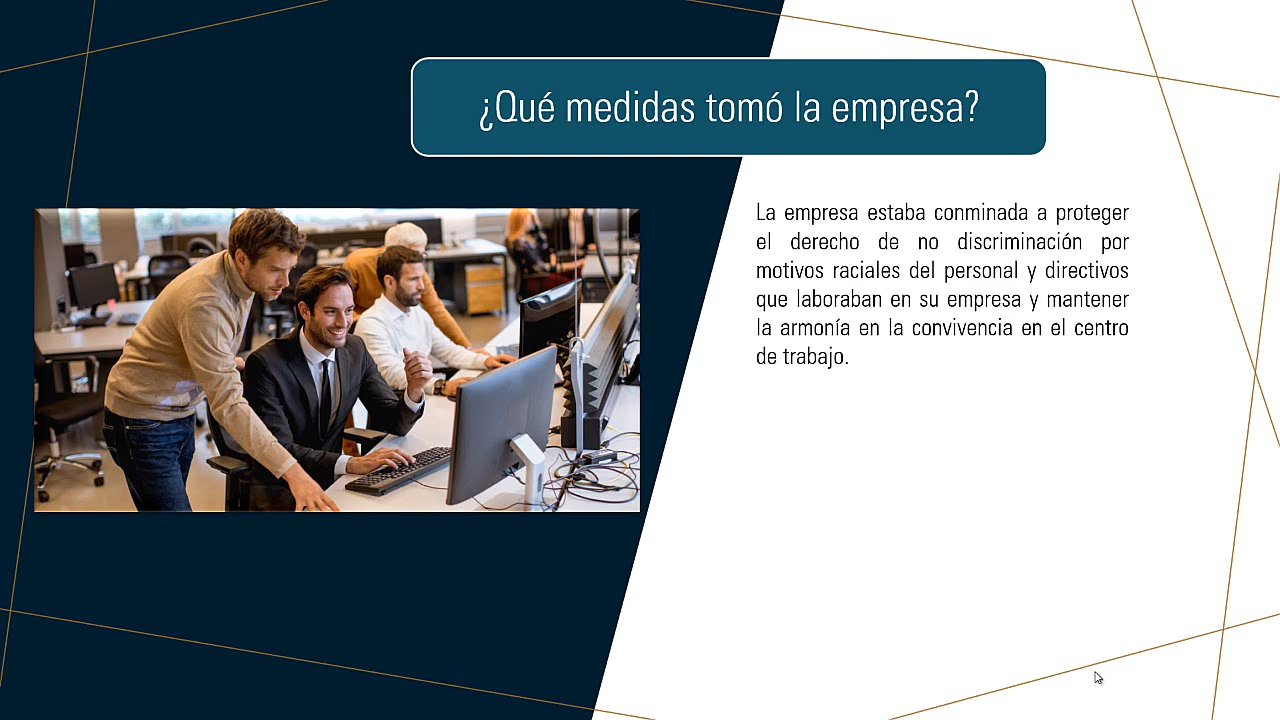 ¿Qué medidas tomó la empresa?
La empresa estaba conminada a proteger
el derecho de no discriminación por
motivos raciales del personal y directivos
que laboraban en su empresa y mantener
la armonía en la convivencia en el centro
de trabajo.